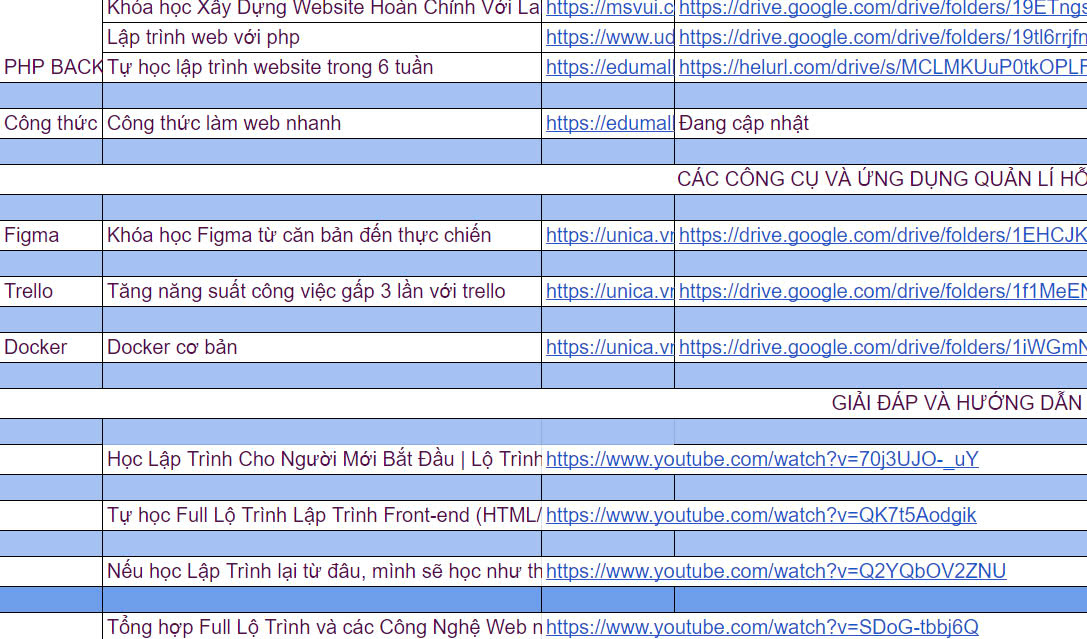 Khóa học Xây Dựng Website Hoàn Chỉnh Với La https://msvui.c https://drive.google.com/drive/folders/19ETngs
Lập trình web với php https://www.ud https://drive.google.com/drive/folders/19tl6rrjfn
PHP BACK Tự học lập trình website trong 6 tuần https://edumall https://helurl.com/drive/s/MCLMKUuP0tkOPLF
Công thức Công thức làm web nhanh https://edumall Đang cập nhật
CÁC CÔNG CỤ VÀ ỨNG DỤNG QUẢN LÍ HỖ
Figma Khóa học Figma từ căn bản đến thực chiến https://unica.vn https://drive.google.com/drive/folders/1EHCJK
Trello Tăng năng suất công việc gấp 3 lần với trello https://unica.vn https://drive.google.com/drive/folders/1f1MeEN
Docker Docker cơ bản https://unica.vn https://drive.google.com/drive/folders/1iWGmN
GIẢI ĐÁP VÀ HƯỚNG DẪN
Học Lập Trình Cho Người Mới Bắt Đầu | Lộ Trình https://www.youtube.com/watch?v=70j3UJO-_uY
Tự học Full Lộ Trình Lập Trình Front-end (HTML/ https://www.youtube.com/watch?v=QK7t5Aodgik
Nếu học Lập Trình lại từ đâu, mình sẽ học như th https://www.youtube.com/watch?v=Q2YQbOV2ZNU
Tổng hợp Full Lộ Trình và các Công Nghệ Web n https://www.youtube.com/watch?v=SDoG-tbbj6Q